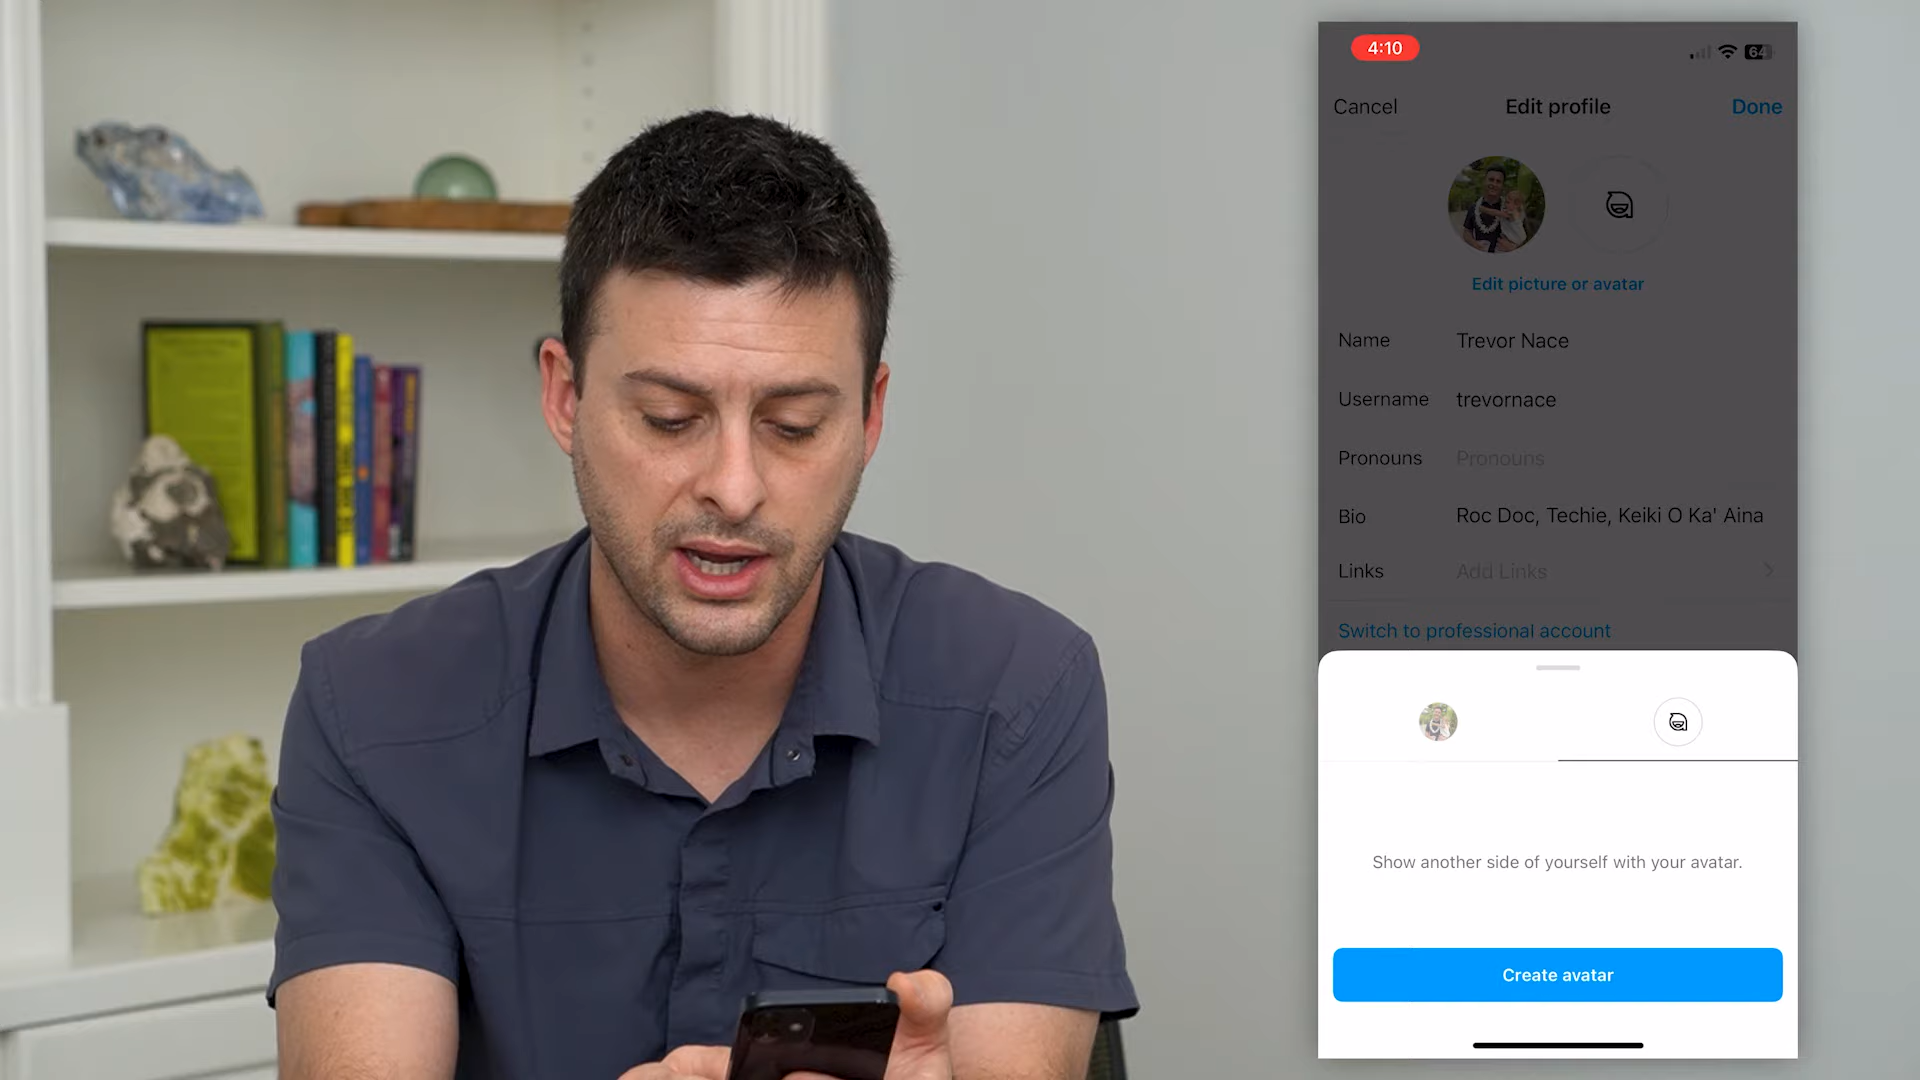 4:10
64
Cancel Edit profile Done
Edit picture or avatar
Name Trevor Nace
Username trevornace
Pronouns Pronouns
Bio Roc Doc, Techie, Keiki O Ka' Aina
Links Add Links
Switch to professional account
Show another side of yourself with your avatar.
Create avatar